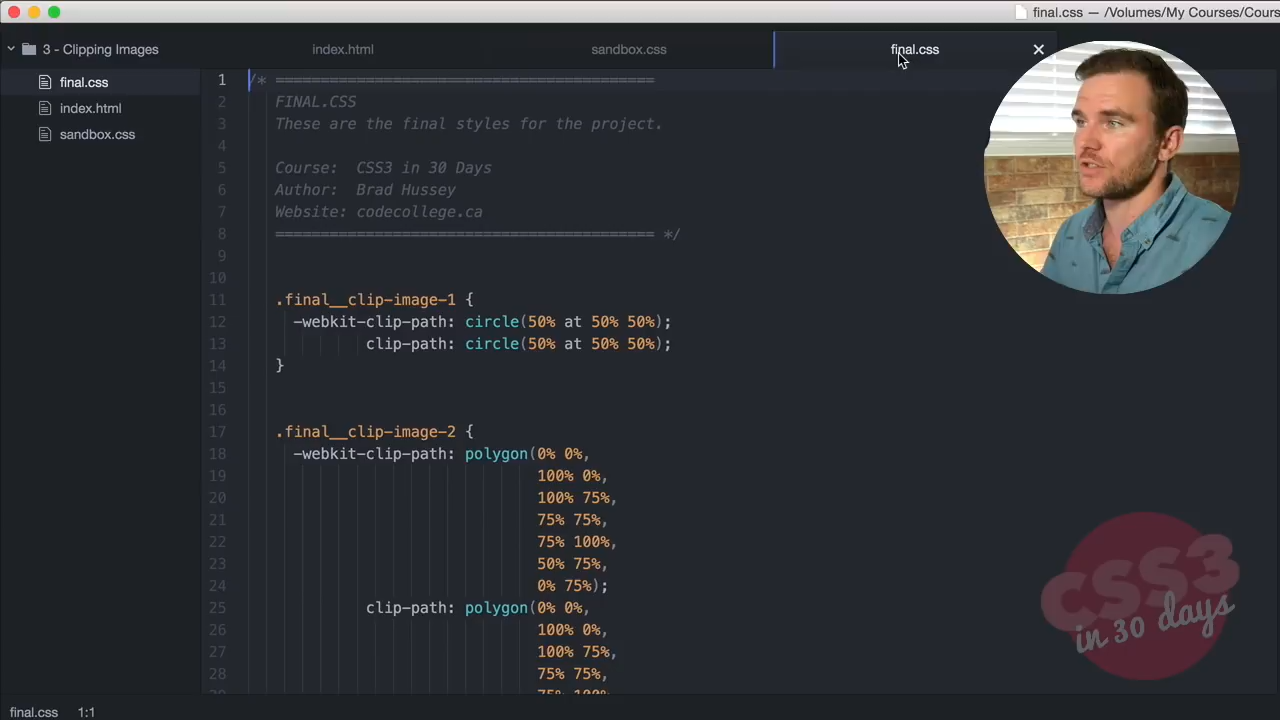 final.css — /Volumes/My Courses/Cours
3 - Clipping Images
index.html
sandbox.css
final.css
final.css
index.html
sandbox.css
1 /* ==========================================
2 FINAL.CSS
3 These are the final styles for the project.
4
5 Course:  CSS3 in 30 Days
6 Author:  Brad Hussey
7 Website: codecollege.ca
8 ========================================== */
9
10
11 .final__clip-image-1 {
12 -webkit-clip-path: circle(50% at 50% 50%);
13 clip-path: circle(50% at 50% 50%);
14 }
15
16
17 .final__clip-image-2 {
18 -webkit-clip-path: polygon(0% 0%,
19 100% 0%,
20 100% 75%,
21 75% 75%,
22 75% 100%,
23 50% 75%,
24 0% 75%);
25 clip-path: polygon(0% 0%,
26 100% 0%,
27 100% 75%,
28 75% 75%,
29 75% 100%
CSS3
in 30 days
final.css 1:1